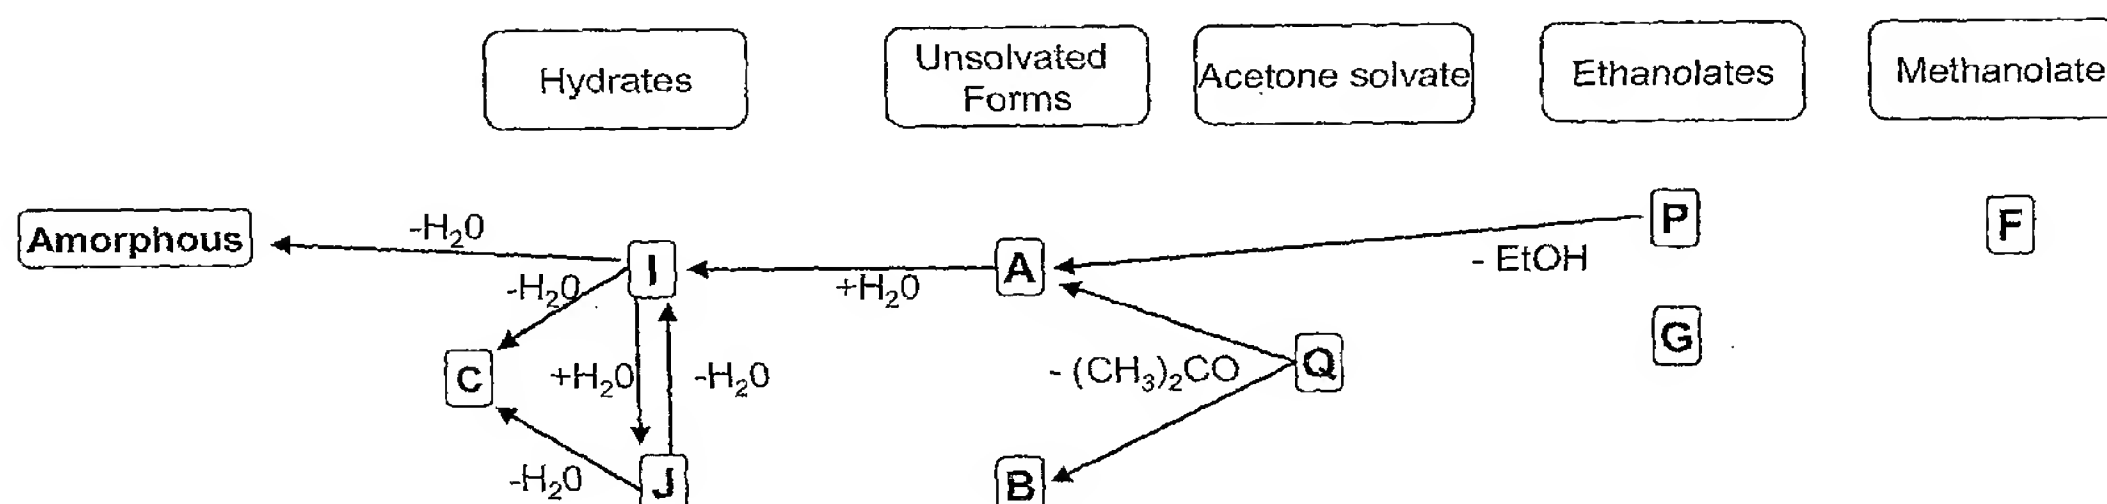 Hydrates
Unsolvated
Forms
Acetone solvate
Ethanolates
Methanolate
Amorphous
-H₂0
I
-H₂0
+H₂0
A
- EtOH
P
F
G
C
+H₂0
-H₂0
- (CH₃)₂CO
Q
-H₂0
J
B